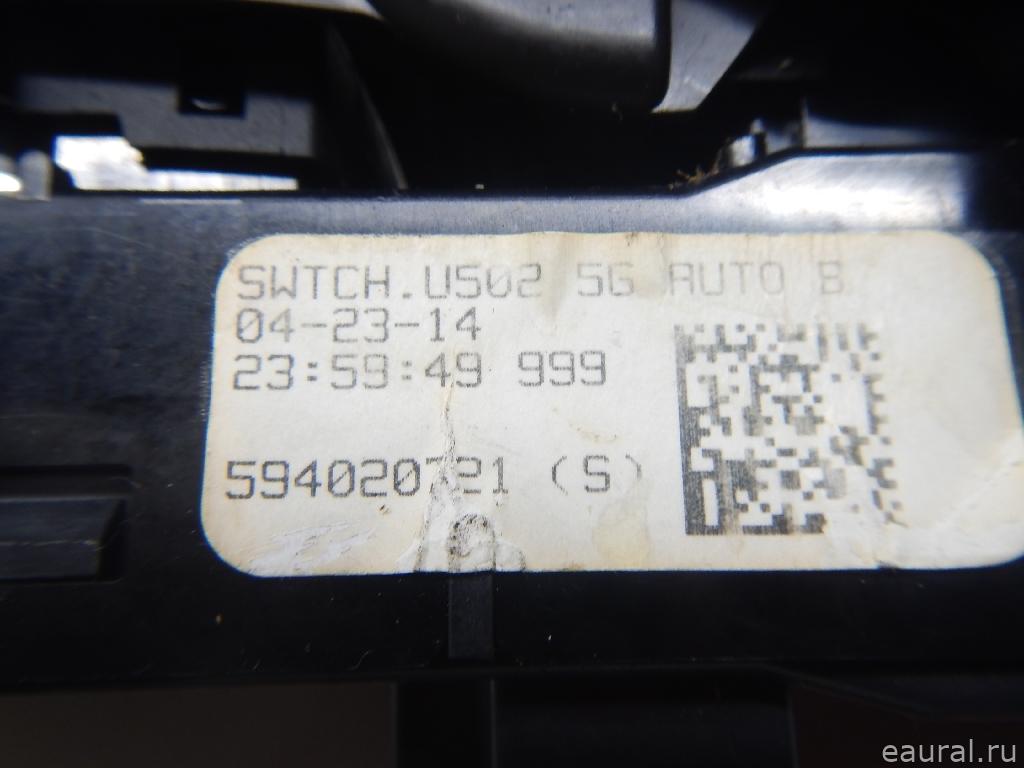 SWTCH.U502 5G AUTO B
04-23-14
23:59:49 999
594020721 (S)
eaural.ru